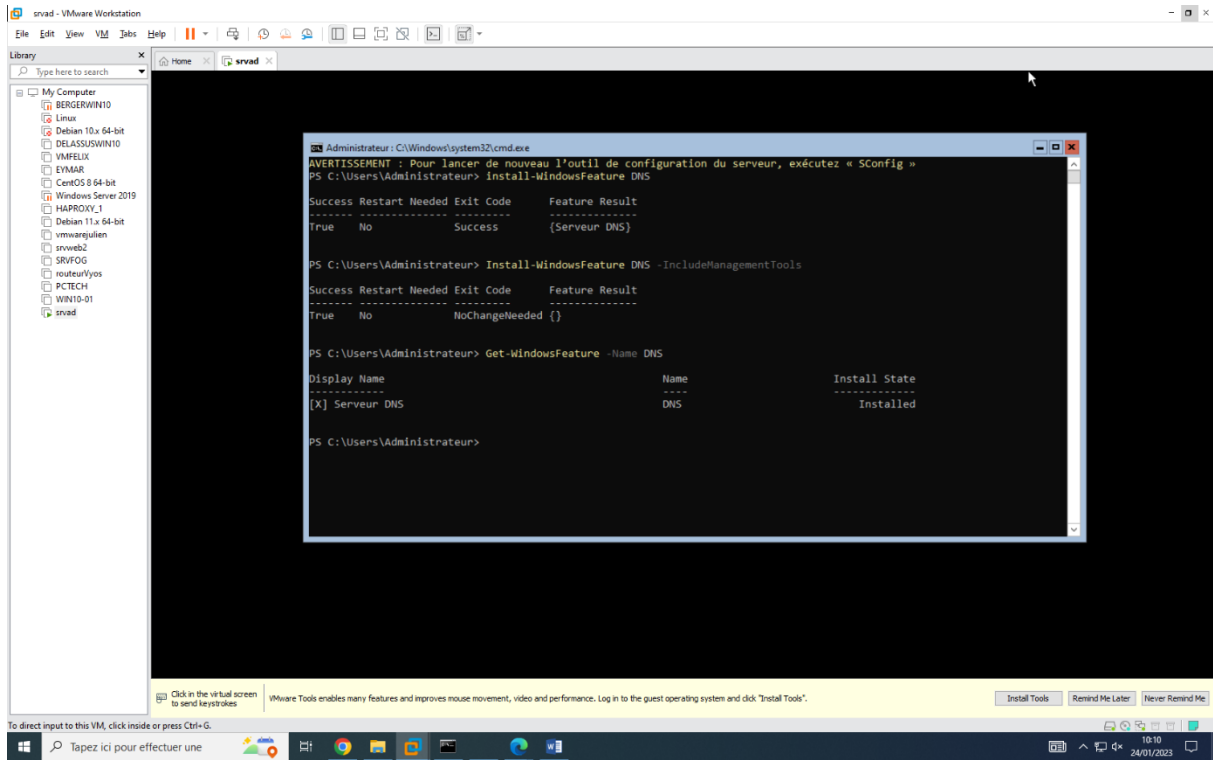 srvad - VMware Workstation
File Edit View VM Tabs Help
Library
Type here to search
Home
srvad
My Computer
BERGERWIN10
Linux
Debian 10.x 64-bit
DELASSUSWIN10
VMFELIX
EYMAR
CentOS 8 64-bit
Windows Server 2019
HAPROXY_1
Debian 11.x 64-bit
vmwarejulien
srvweb2
SRVFOG
routeurVyos
PCTECH
WIN10-01
srvad
Administrateur : C:\Windows\system32\cmd.exe
AVERTISSEMENT : Pour lancer de nouveau l'outil de configuration du serveur, exécutez « SConfig »
PS C:\Users\Administrateur> install-WindowsFeature DNS
Success Restart Needed Exit Code Feature Result
------- -------------- --------- --------------
True No Success {Serveur DNS}
PS C:\Users\Administrateur> Install-WindowsFeature DNS -IncludeManagementTools
Success Restart Needed Exit Code Feature Result
------- -------------- --------- --------------
True No NoChangeNeeded {}
PS C:\Users\Administrateur> Get-WindowsFeature -Name DNS
Display Name Name Install State
------------ ---- -------------
[X] Serveur DNS DNS Installed
PS C:\Users\Administrateur>
Click in the virtual screen
to send keystrokes
VMware Tools enables many features and improves mouse movement, video and performance. Log in to the guest operating system and click "Install Tools".
Install Tools
Remind Me Later
Never Remind Me
To direct input to this VM, click inside or press Ctrl+G.
Tapez ici pour effectuer une
10:10
24/01/2023